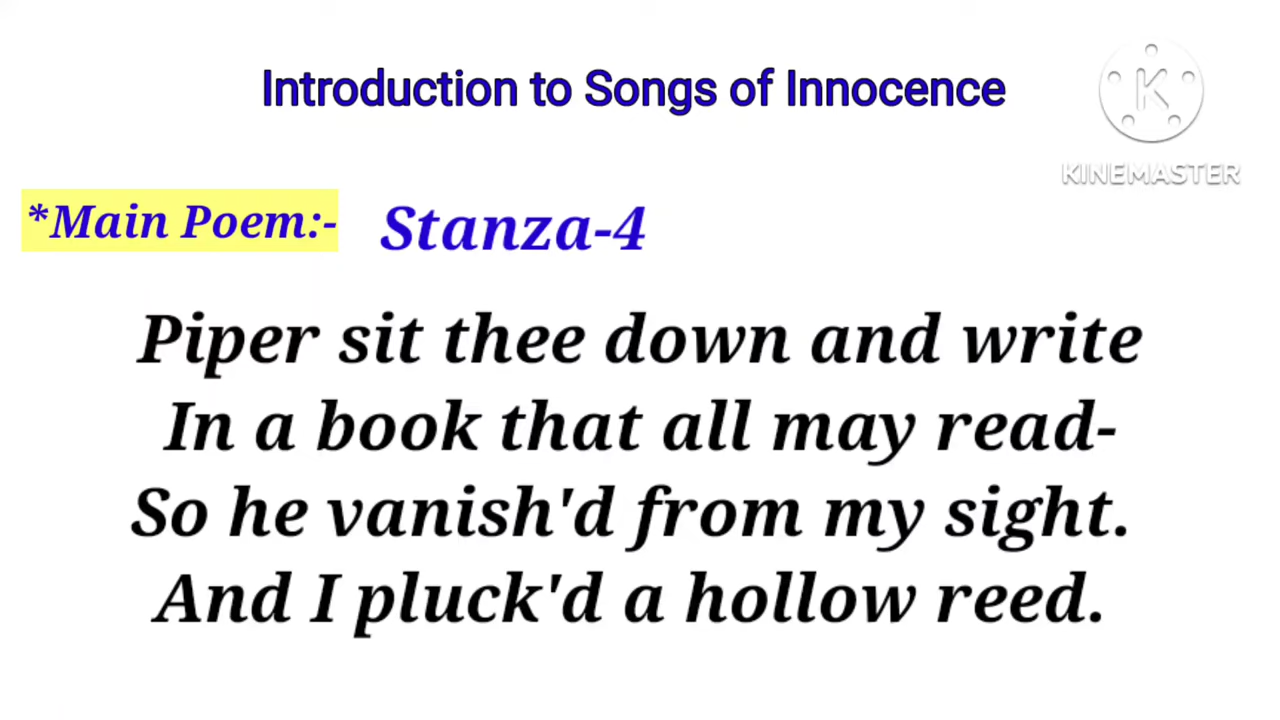 Introduction to Songs of Innocence
K
KINEMASTER
*Main Poem:- Stanza-4
Piper sit thee down and write
In a book that all may read-
So he vanish'd from my sight.
And I pluck'd a hollow reed.